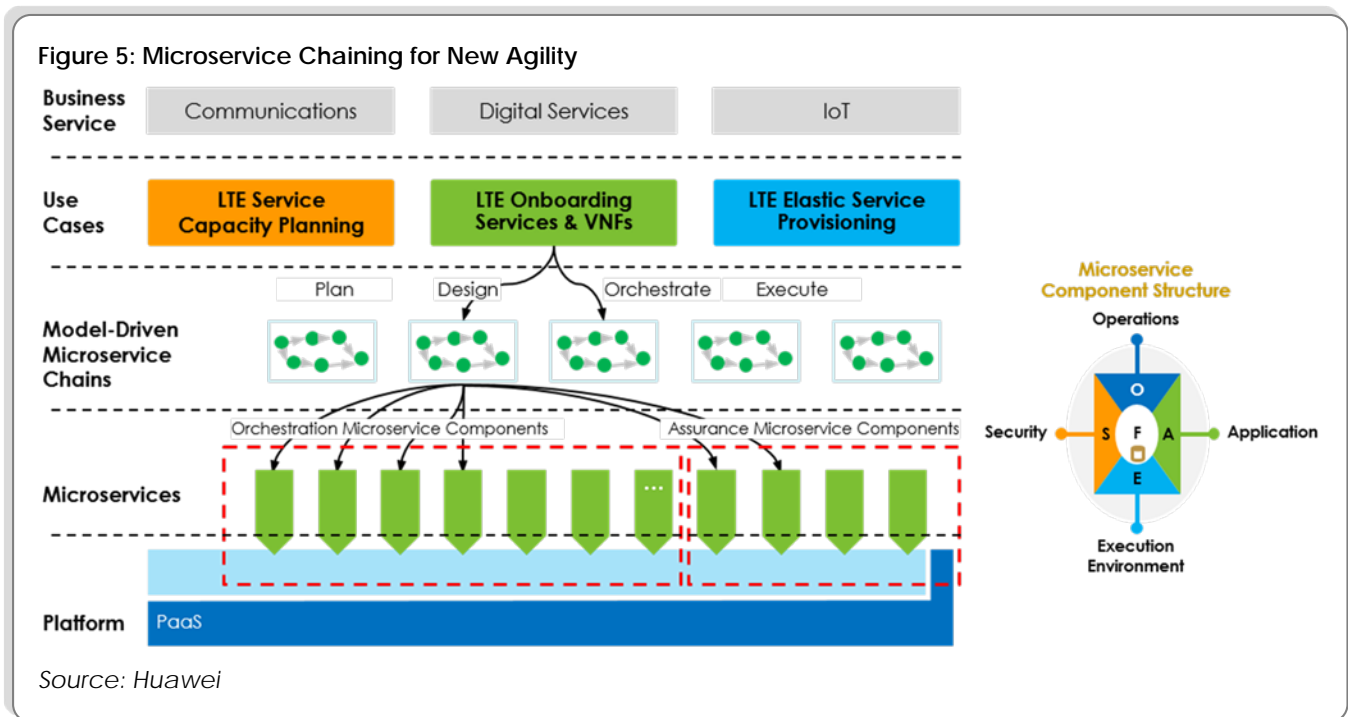 Figure 5: Microservice Chaining for New Agility
Business
Service
Communications
Digital Services
IoT
Use
Cases
LTE Service
Capacity Planning
LTE Onboarding
Services & VNFs
LTE Elastic Service
Provisioning
Plan
Design
Orchestrate
Execute
Model-Driven
Microservice
Chains
Orchestration Microservice Components
Assurance Microservice Components
Microservices
...
Platform
PaaS
Microservice
Component Structure
Operations
O
Security
S
F
A
Application
E
Execution
Environment
Source: Huawei